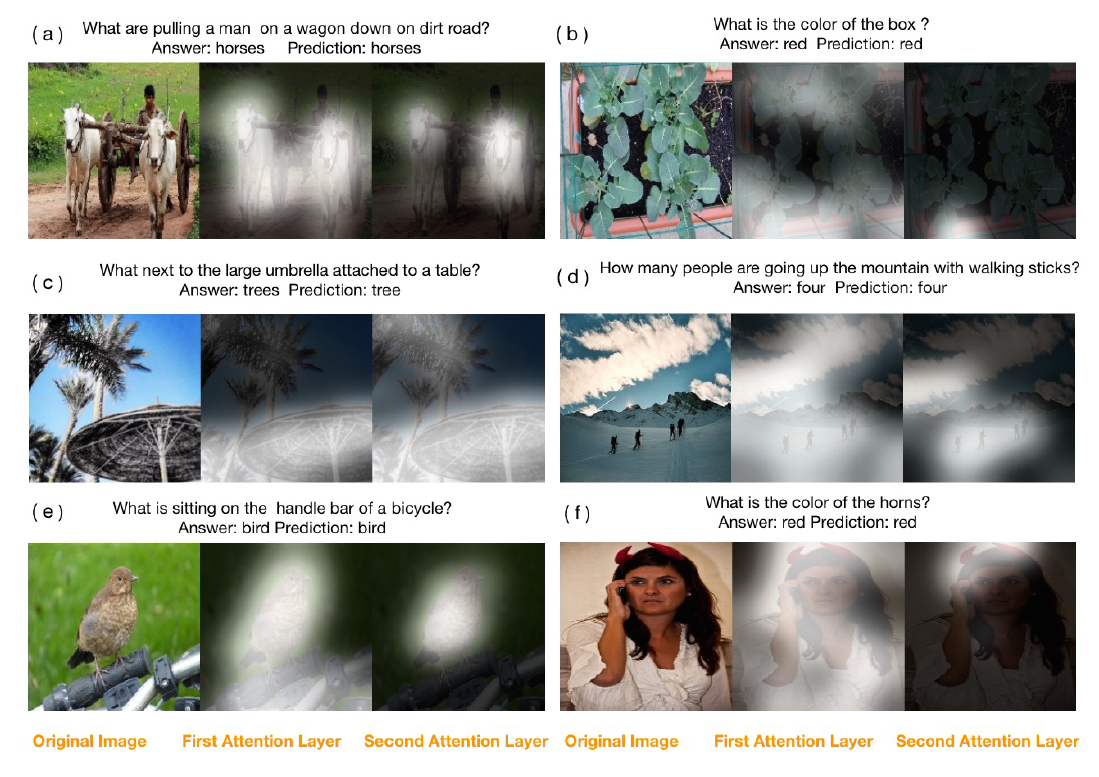 (a) What are pulling a man on a wagon down on dirt road?
Answer: horses Prediction: horses
(b) What is the color of the box ?
Answer: red Prediction: red
(c) What next to the large umbrella attached to a table?
Answer: trees Prediction: tree
(d) How many people are going up the mountain with walking sticks?
Answer: four Prediction: four
(e) What is sitting on the handle bar of a bicycle?
Answer: bird Prediction: bird
(f) What is the color of the horns?
Answer: red Prediction: red
Original Image First Attention Layer Second Attention Layer Original Image First Attention Layer Second Attention Layer